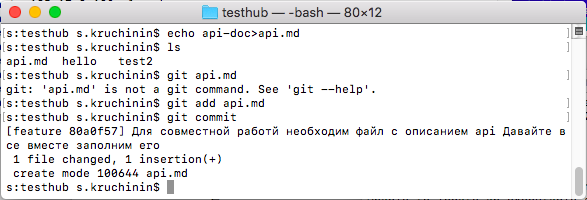 testhub — -bash — 80×12
[s:testhub s.kruchinin$ echo api-doc>api.md ]
[s:testhub s.kruchinin$ ls ]
api.md hello test2
[s:testhub s.kruchinin$ git api.md ]
git: 'api.md' is not a git command. See 'git --help'.
[s:testhub s.kruchinin$ git add api.md ]
[s:testhub s.kruchinin$ git commit ]
[feature 80a0f57] Для совместной работй необходим файл с описанием api Давайте в
се вместе заполним его
1 file changed, 1 insertion(+)
create mode 100644 api.md
s:testhub s.kruchinin$